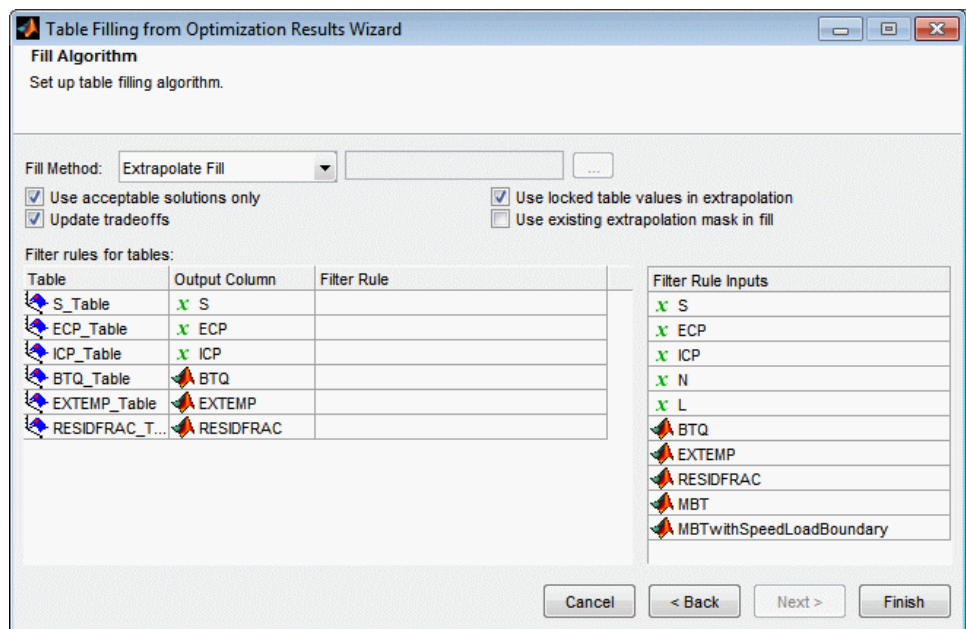 Table Filling from Optimization Results Wizard
Fill Algorithm
Set up table filling algorithm.
Fill Method: Extrapolate Fill ...
Use acceptable solutions only Use locked table values in extrapolation
Update tradeoffs Use existing extrapolation mask in fill
Filter rules for tables:
Table Output Column Filter Rule Filter Rule Inputs
S_Table x S x S
ECP_Table x ECP x ECP
ICP_Table x ICP x ICP
BTQ_Table BTQ x N
EXTEMP_Table EXTEMP x L
RESIDFRAC_T... RESIDFRAC BTQ
EXTEMP
RESIDFRAC
MBT
MBTwithSpeedLoadBoundary
Cancel < Back Next > Finish